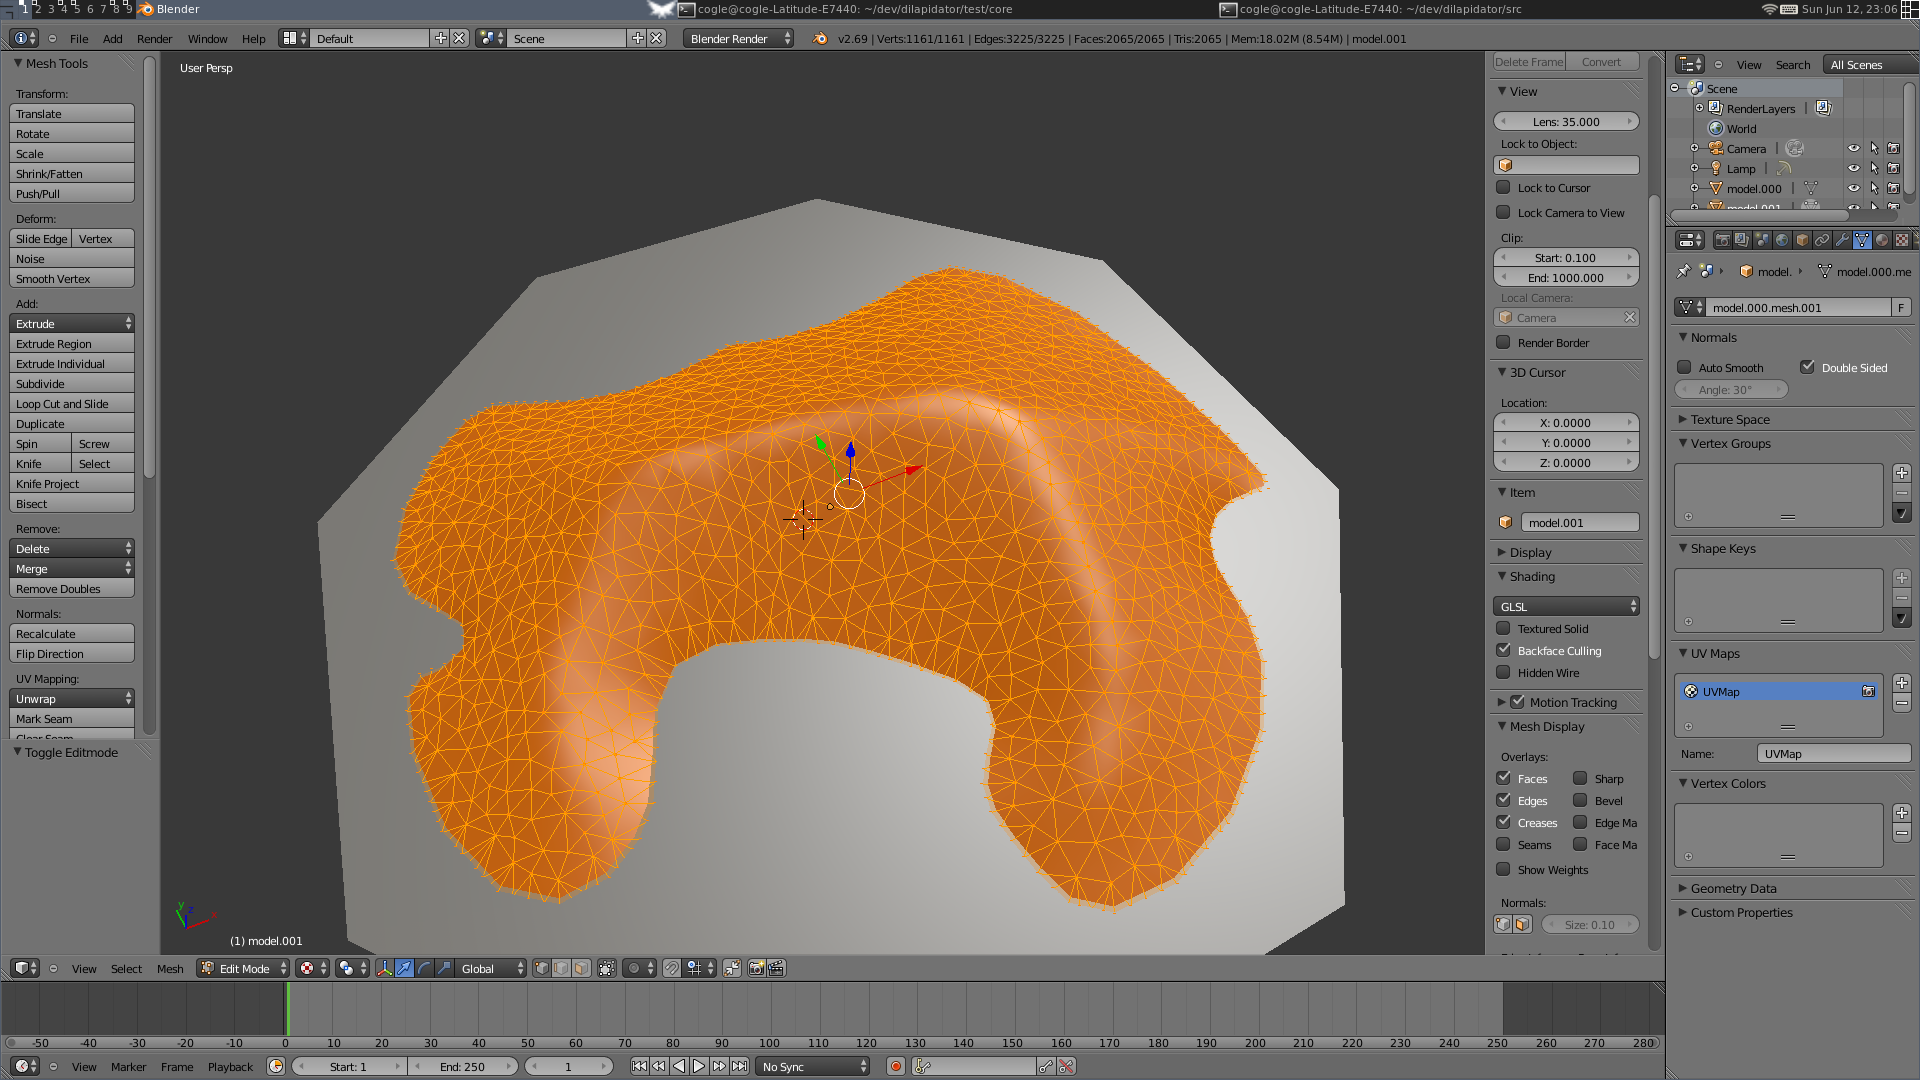 1 2 3 4 5 6 7 8 9 Blender
cogle@cogle-Latitude-E7440: ~/dev/dilapidator/test/core
cogle@cogle-Latitude-E7440: ~/dev/dilapidator/src
Sun Jun 12, 23:06
File Add Render Window Help
Default
Scene
Blender Render
v2.69 | Verts:1161/1161 | Edges:3225/3225 | Faces:2065/2065 | Tris:2065 | Mem:18.02M (8.54M) | model.001
Mesh Tools
Transform:
Translate
Rotate
Scale
Shrink/Fatten
Push/Pull
Deform:
Slide Edge Vertex
Noise
Smooth Vertex
Add:
Extrude
Extrude Region
Extrude Individual
Subdivide
Loop Cut and Slide
Duplicate
Spin Screw
Knife Select
Knife Project
Bisect
Remove:
Delete
Merge
Remove Doubles
Normals:
Recalculate
Flip Direction
UV Mapping:
Unwrap
Mark Seam
Clear Seam
Toggle Editmode
User Persp
y z x
(1) model.001
Delete Frame Convert
View
Lens: 35.000
Lock to Object:
Lock to Cursor
Lock Camera to View
Clip:
Start: 0.100
End: 1000.000
Local Camera:
Camera
Render Border
3D Cursor
Location:
X: 0.0000
Y: 0.0000
Z: 0.0000
Item
model.001
Display
Shading
GLSL
Textured Solid
Backface Culling
Hidden Wire
Motion Tracking
Mesh Display
Overlays:
Faces Sharp
Edges Bevel
Creases Edge Ma
Seams Face Ma
Show Weights
Normals:
Size: 0.10
View Search All Scenes
Scene
RenderLayers
World
Camera
Lamp
model.000
model.001
model. model.000.me
model.000.mesh.001 F
Normals
Auto Smooth Double Sided
Angle: 30°
Texture Space
Vertex Groups
Shape Keys
UV Maps
UVMap
Name: UVMap
Vertex Colors
Geometry Data
Custom Properties
View Select Mesh Edit Mode Global
-50 -40 -30 -20 -10 0 10 20 30 40 50 60 70 80 90 100 110 120 130 140 150 160 170 180 190 200 210 220 230 240 250 260 270 280
View Marker Frame Playback Start: 1 End: 250 1 No Sync